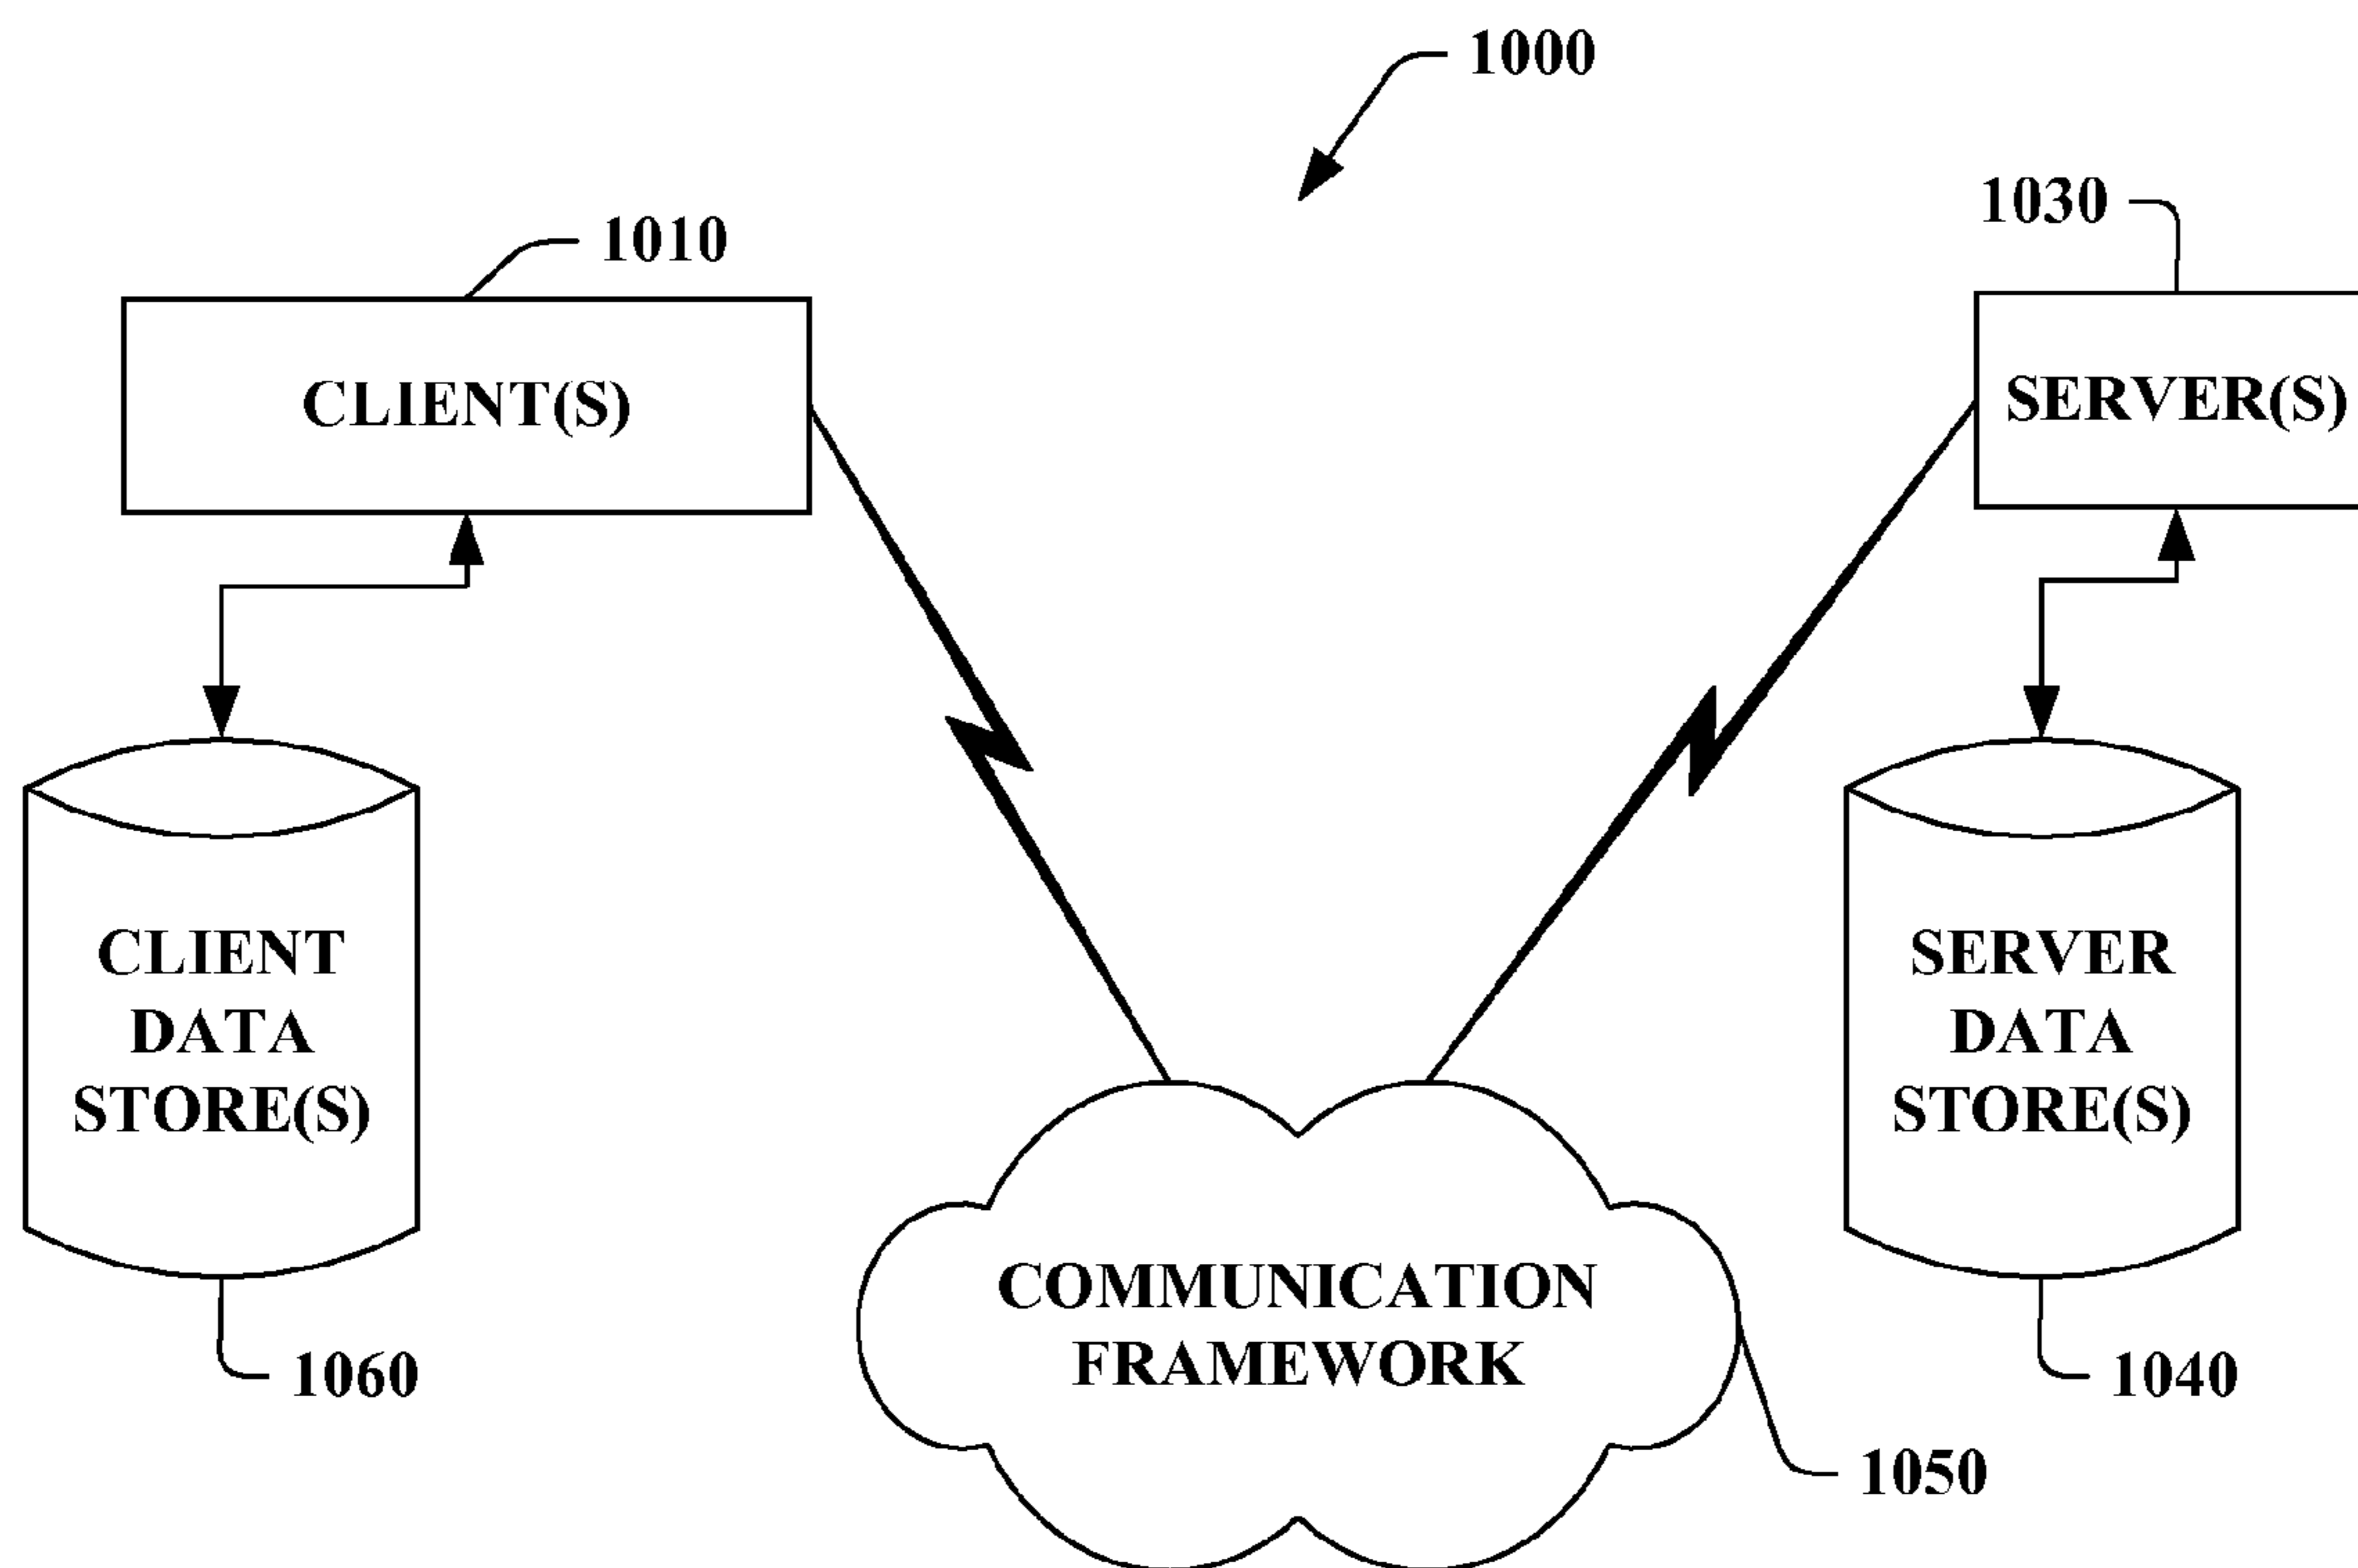 1000
1010
1030
CLIENT(S)
SERVER(S)
CLIENT
DATA
STORE(S)
SERVER
DATA
STORE(S)
COMMUNICATION
FRAMEWORK
1060
1040
1050